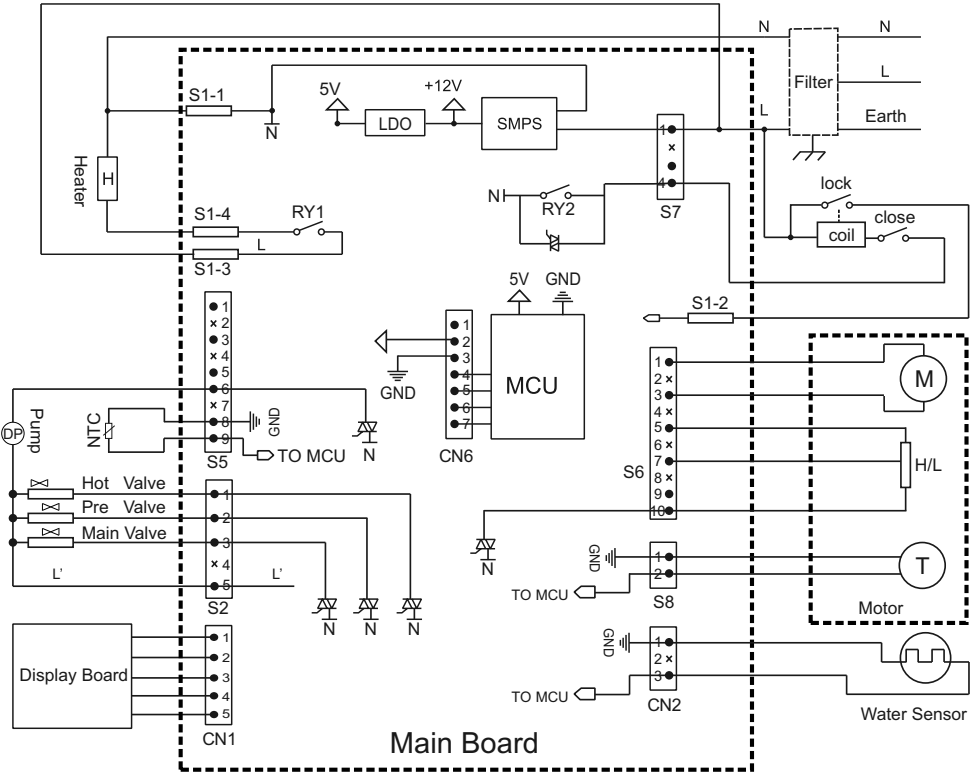 N
N
L
Filter
L
Earth
S1-1
N
5V
+12V
LDO
SMPS
1
4
S7
Heater
H
S1-4
RY1
L
S1-3
N
RY2
lock
coil
close
S1-2
5V
GND
MCU
1
2
3
4
5
6
7
CN6
GND
1
2
3
4
5
6
7
8
9
S5
GND
TO MCU
N
Pump
DP
NTC
Hot Valve
Pre Valve
Main Valve
L'
L'
1
2
3
4
5
S2
N
N
N
Display Board
1
2
3
4
5
CN1
1
2
3
4
5
6
7
8
9
10
S6
N
M
H/L
T
Motor
GND
TO MCU
1
2
S8
GND
TO MCU
1
2
3
CN2
Water Sensor
Main Board